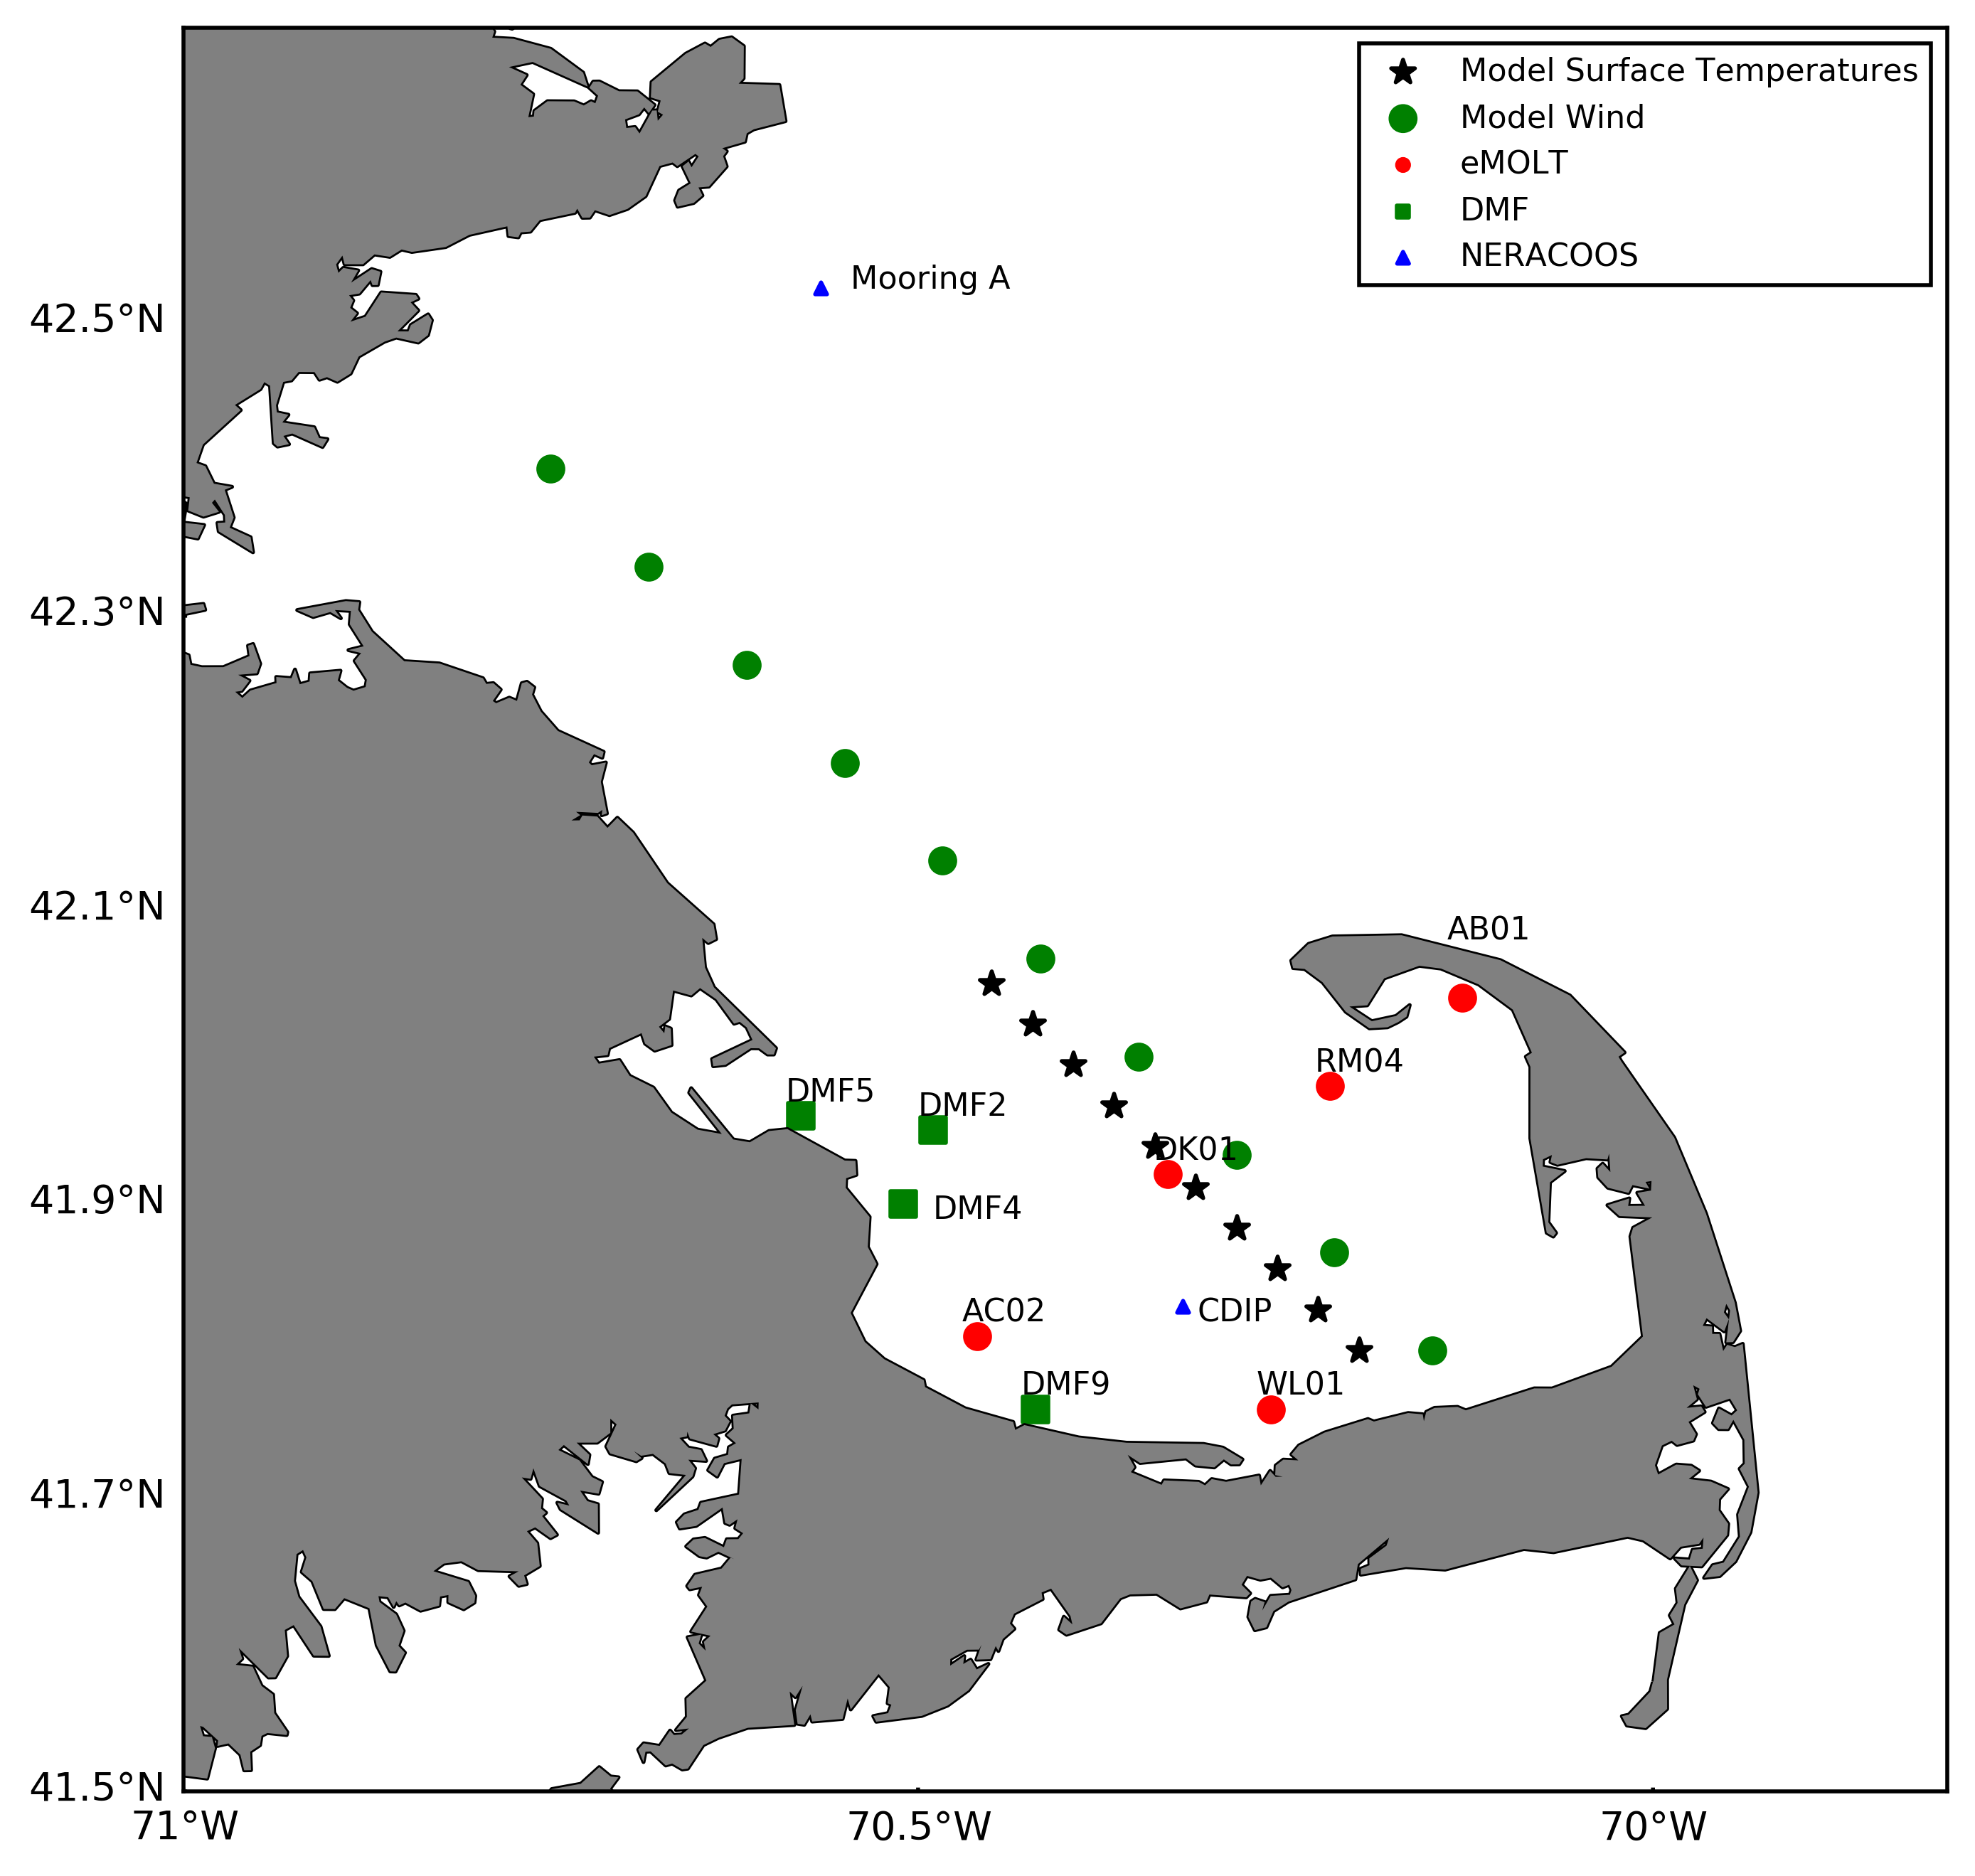 Model Surface Temperatures
Model Wind
eMOLT
DMF
NERACOOS
Mooring A
42.5°N
42.3°N
42.1°N
AB01
RM04
DMF5
DMF2
DK01
41.9°N
DMF4
AC02
CDIP
DMF9
WL01
41.7°N
41.5°N
71°W
70.5°W
70°W